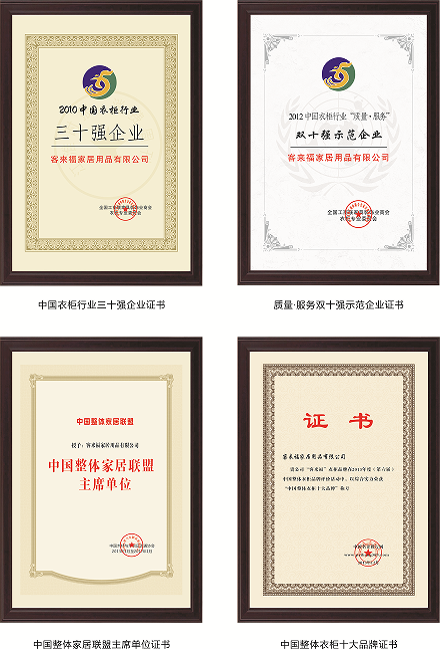 2010中国衣柜行业
三十强企业
客来福家居用品有限公司
全国工商联家具装饰业商会
衣柜专业委员会
中国衣柜行业三十强企业证书
2012中国衣柜行业“质量·服务”
双十强示范企业
客来福家居用品有限公司
全国工商联家具装饰业商会
衣柜专业委员会
质量·服务双十强示范企业证书
中国整体家居联盟
授予：客来福家居用品有限公司
中国整体家居联盟
主席单位
中国整体家居联盟主席单位证书
证书
客来福家居用品有限公司
中国整体衣柜十大品牌证书